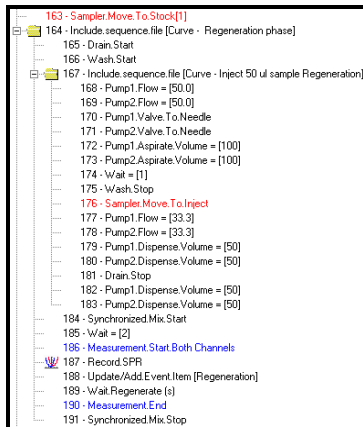 163 - Sampler.Move.To.Stock[1]
164 - Include.sequence.file [Curve -  Regeneration phase]
165 - Drain.Start
166 - Wash.Start
167 - Include.sequence.file [Curve - Inject 50 ul sample Regeneration]
168 - Pump1.Flow = [50.0]
169 - Pump2.Flow = [50.0]
170 - Pump1.Valve.To.Needle
171 - Pump2.Valve.To.Needle
172 - Pump1.Aspirate.Volume = [100]
173 - Pump2.Aspirate.Volume = [100]
174 - Wait = [1]
175 - Wash.Stop
176 - Sampler.Move.To.Inject
177 - Pump1.Flow = [33.3]
178 - Pump2.Flow = [33.3]
179 - Pump1.Dispense.Volume = [50]
180 - Pump2.Dispense.Volume = [50]
181 - Drain.Stop
182 - Pump1.Dispense.Volume = [50]
183 - Pump2.Dispense.Volume = [50]
184 - Synchronized.Mix.Start
185 - Wait = [2]
186 - Measurement.Start.Both Channels
187 - Record.SPR
188 - Update/Add.Event.Item [Regeneration]
189 - Wait.Regenerate (s)
190 - Measurement.End
191 - Synchronized.Mix.Stop